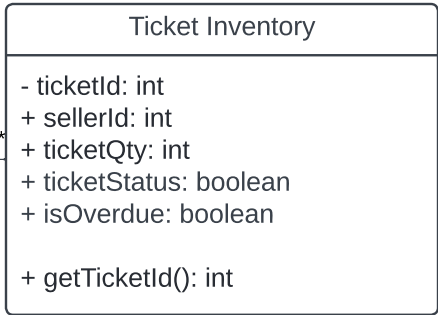 Ticket Inventory
- ticketId: int
+ sellerId: int
*
+ ticketQty: int
+ ticketStatus: boolean
+ isOverdue: boolean
+ getTicketId(): int